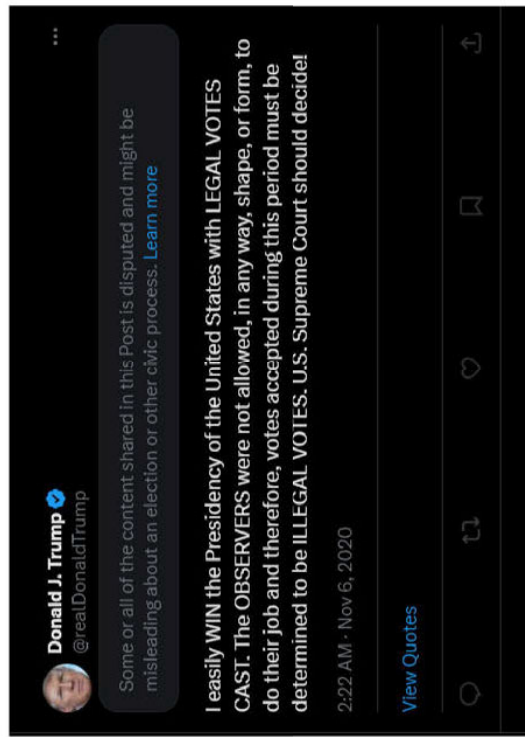 Donald J. Trump
@realDonaldTrump
Some or all of the content shared in this Post is disputed and might be
misleading about an election or other civic process. Learn more
I easily WIN the Presidency of the United States with LEGAL VOTES
CAST. The OBSERVERS were not allowed, in any way, shape, or form, to
do their job and therefore, votes accepted during this period must be
determined to be ILLEGAL VOTES. U.S. Supreme Court should decide!
2:22 AM · Nov 6, 2020
View Quotes